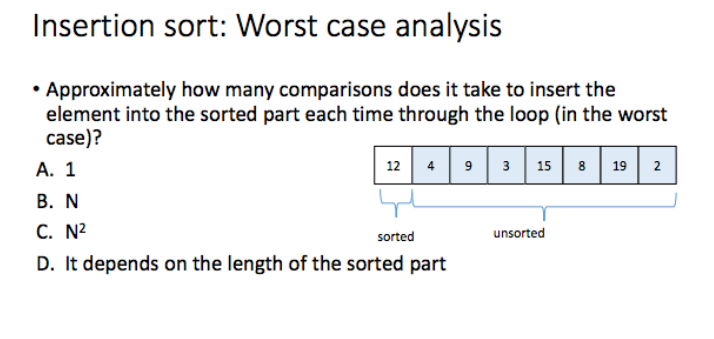 Insertion sort: Worst case analysis
• Approximately how many comparisons does it take to insert the
element into the sorted part each time through the loop (in the worst
case)?
A. 1
B. N
C. N²
D. It depends on the length of the sorted part
12 4 9 3 15 8 19 2
sorted
unsorted